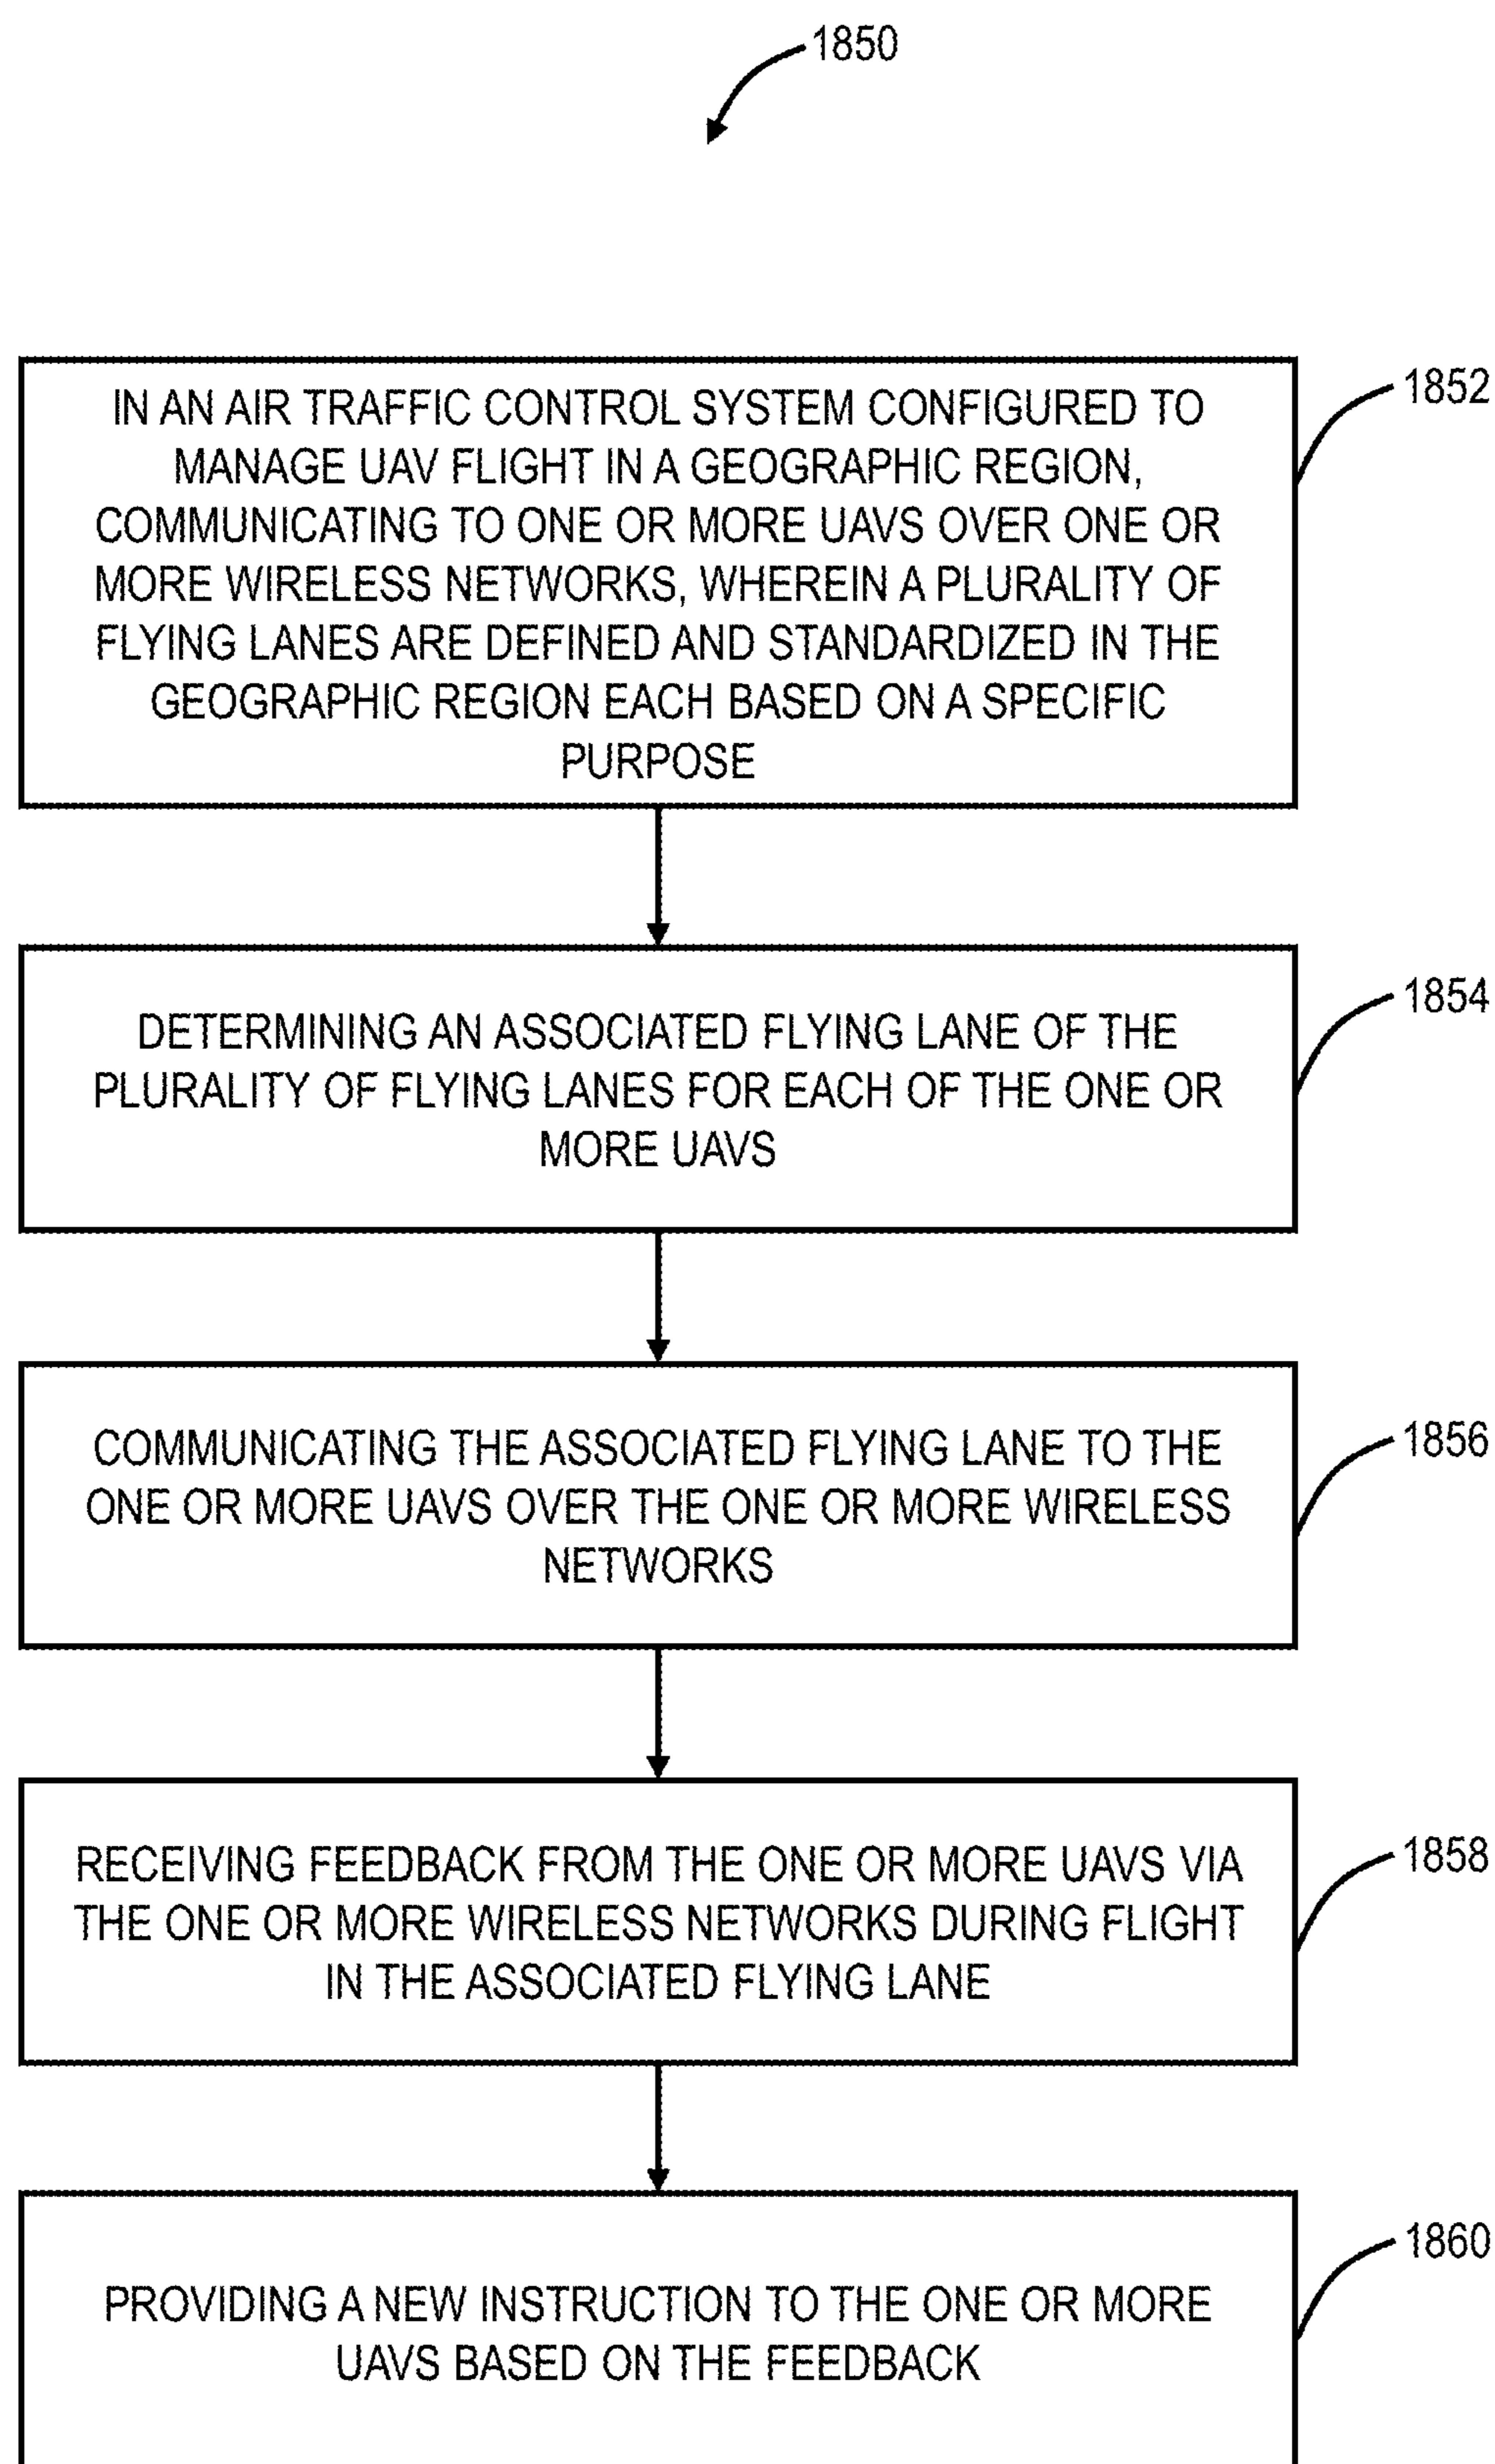 1850
IN AN AIR TRAFFIC CONTROL SYSTEM CONFIGURED TO
MANAGE UAV FLIGHT IN A GEOGRAPHIC REGION,
COMMUNICATING TO ONE OR MORE UAVS OVER ONE OR
MORE WIRELESS NETWORKS, WHEREIN A PLURALITY OF
FLYING LANES ARE DEFINED AND STANDARDIZED IN THE
GEOGRAPHIC REGION EACH BASED ON A SPECIFIC
PURPOSE
1852
DETERMINING AN ASSOCIATED FLYING LANE OF THE
PLURALITY OF FLYING LANES FOR EACH OF THE ONE OR
MORE UAVS
1854
COMMUNICATING THE ASSOCIATED FLYING LANE TO THE
ONE OR MORE UAVS OVER THE ONE OR MORE WIRELESS
NETWORKS
1856
RECEIVING FEEDBACK FROM THE ONE OR MORE UAVS VIA
THE ONE OR MORE WIRELESS NETWORKS DURING FLIGHT
IN THE ASSOCIATED FLYING LANE
1858
PROVIDING A NEW INSTRUCTION TO THE ONE OR MORE
UAVS BASED ON THE FEEDBACK
1860